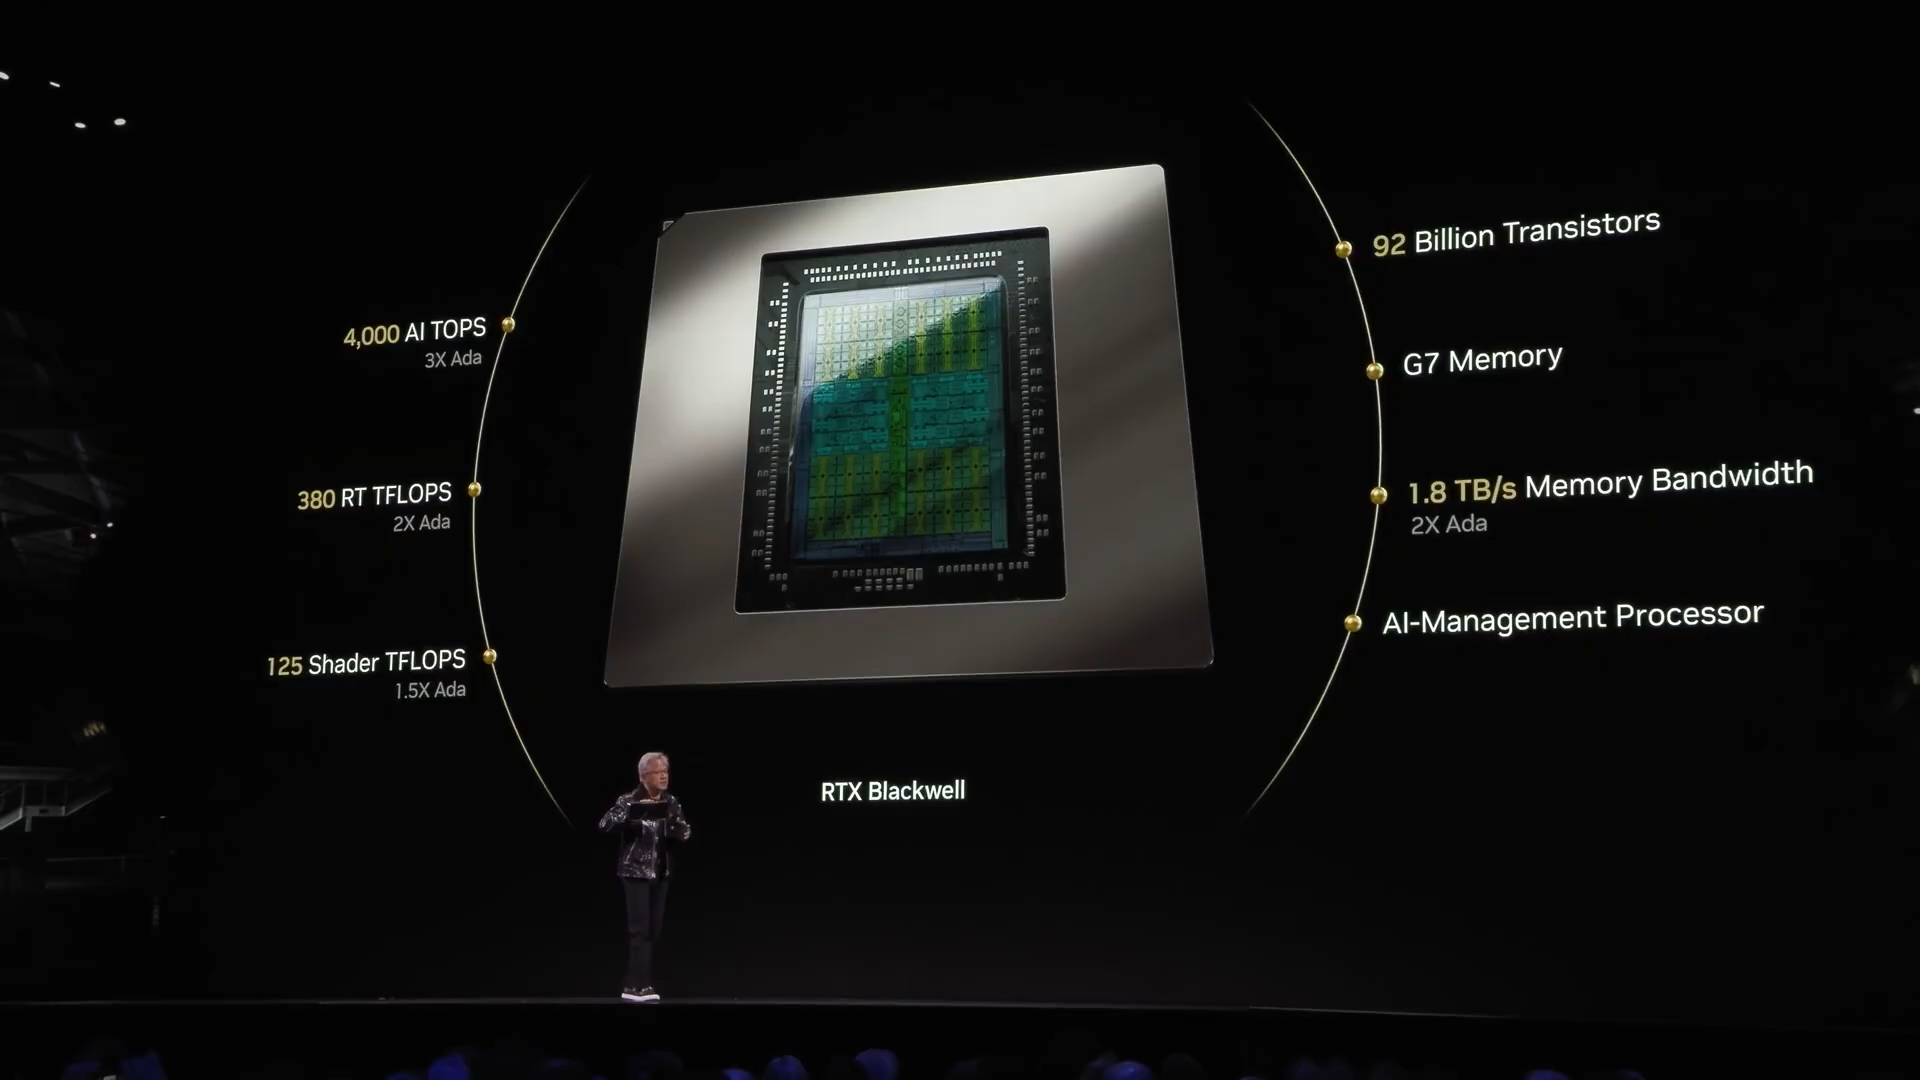 4,000 AI TOPS
3X Ada
380 RT TFLOPS
2X Ada
125 Shader TFLOPS
1.5X Ada
92 Billion Transistors
G7 Memory
1.8 TB/s Memory Bandwidth
2X Ada
AI-Management Processor
RTX Blackwell